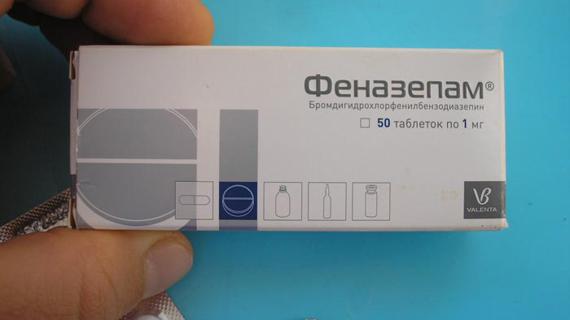 Феназепам®
Бромдигидрохлорфенилбензодиазепин
50 таблеток по 1 мг
VALENTA